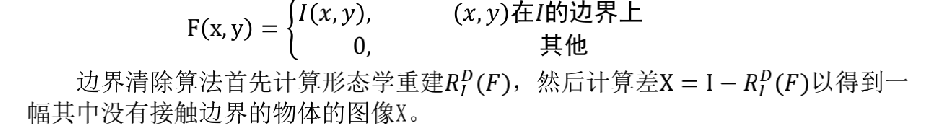 F(x,y) = { I(x,y), (x,y)在I的边界上
0, 其他
边界清除算法首先计算形态学重建R_I^D(F)，然后计算差X = I − R_I^D(F)以得到一
幅其中没有接触边界的物体的图像X。